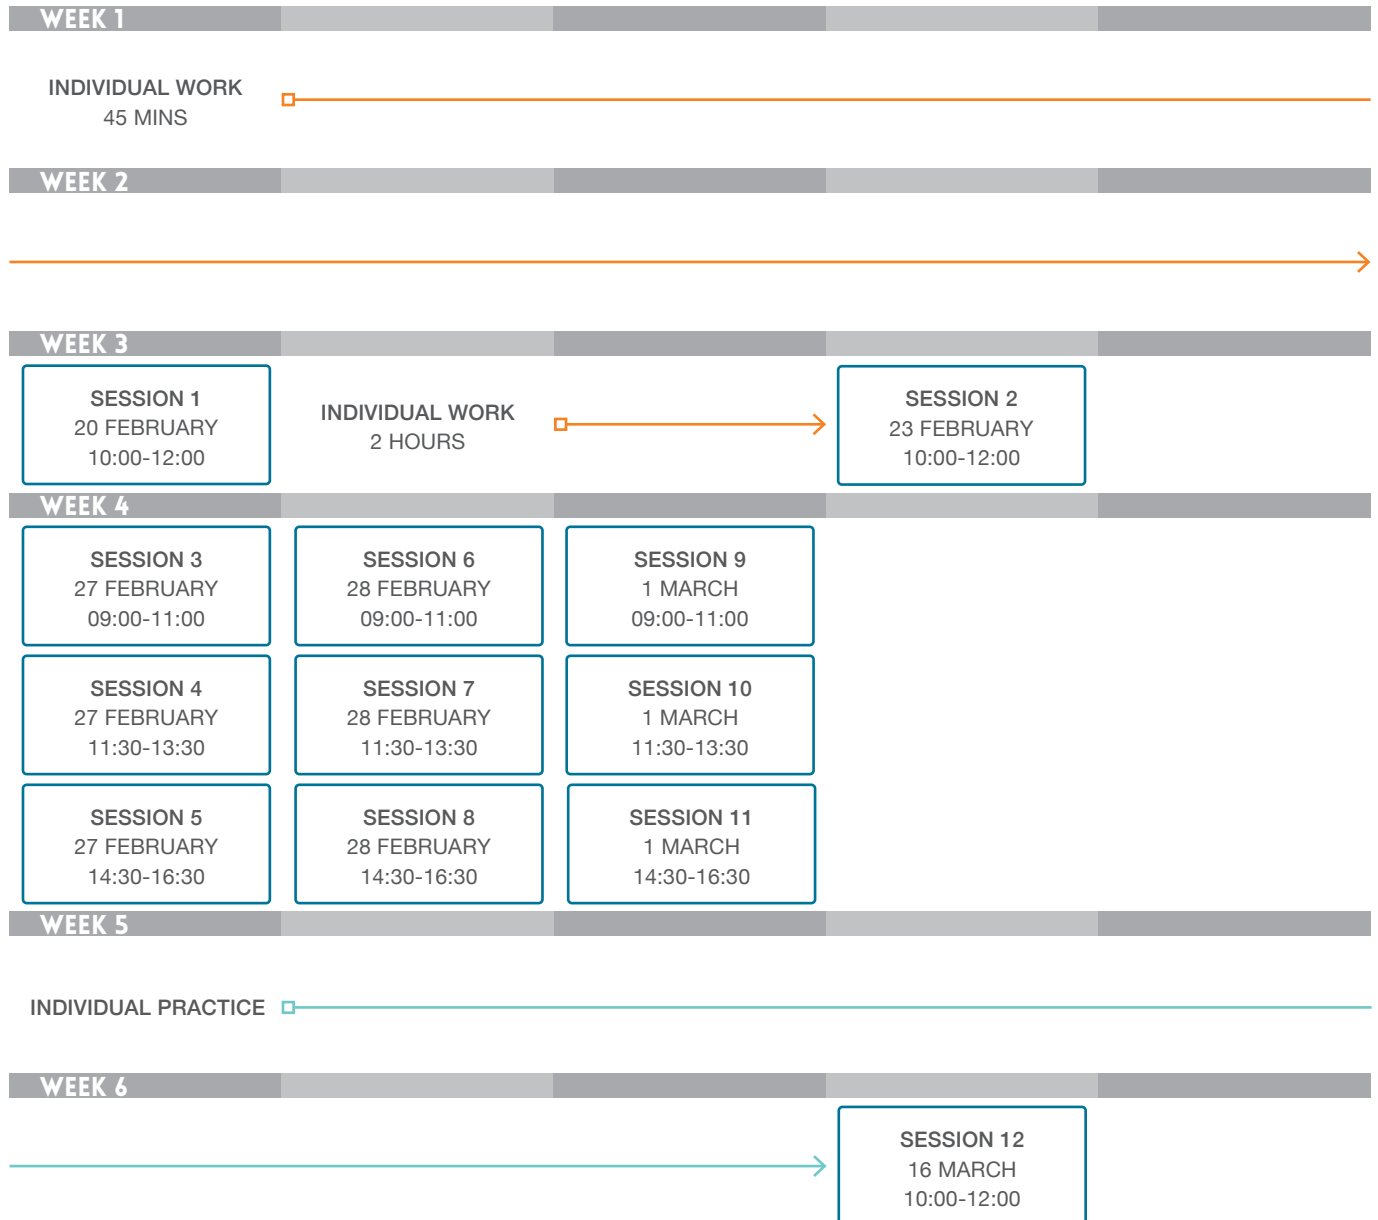 WEEK 1
INDIVIDUAL WORK
45 MINS
WEEK 2
WEEK 3
SESSION 1
20 FEBRUARY
10:00-12:00
INDIVIDUAL WORK
2 HOURS
SESSION 2
23 FEBRUARY
10:00-12:00
WEEK 4
SESSION 3
27 FEBRUARY
09:00-11:00
SESSION 6
28 FEBRUARY
09:00-11:00
SESSION 9
1 MARCH
09:00-11:00
SESSION 4
27 FEBRUARY
11:30-13:30
SESSION 7
28 FEBRUARY
11:30-13:30
SESSION 10
1 MARCH
11:30-13:30
SESSION 5
27 FEBRUARY
14:30-16:30
SESSION 8
28 FEBRUARY
14:30-16:30
SESSION 11
1 MARCH
14:30-16:30
WEEK 5
INDIVIDUAL PRACTICE
WEEK 6
SESSION 12
16 MARCH
10:00-12:00